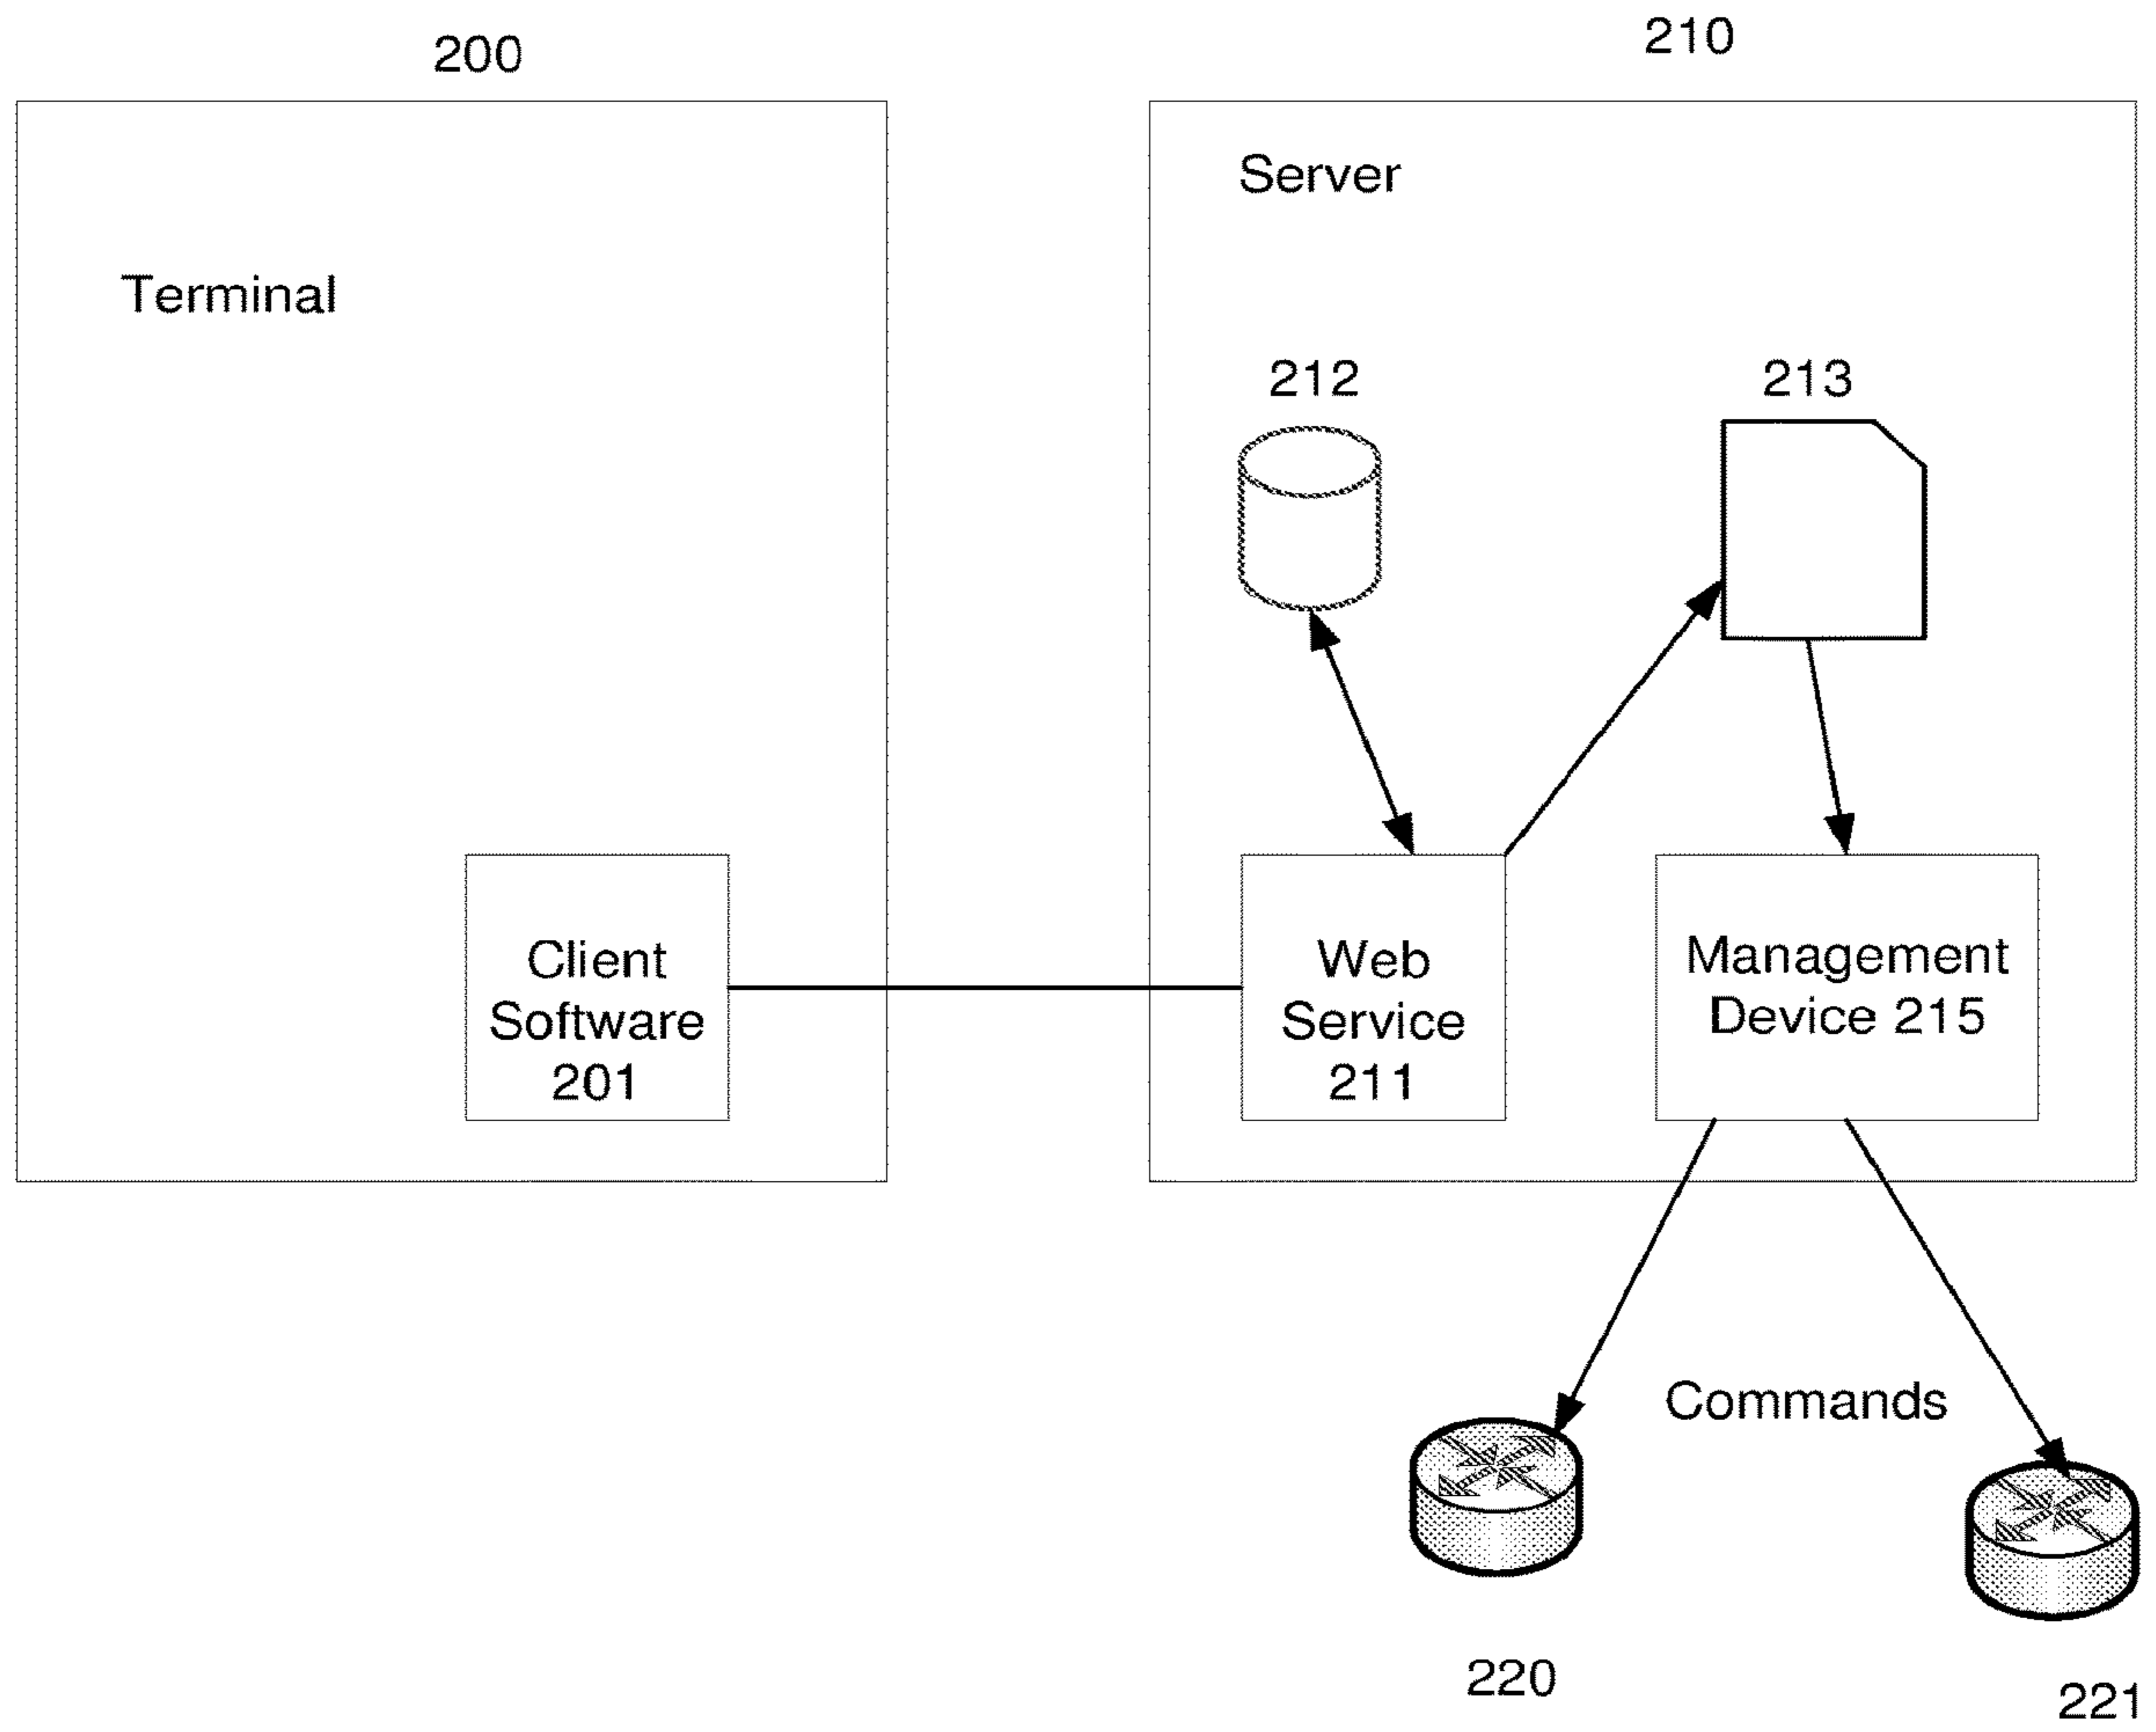 200
210
Server
Terminal
212
213
Client
Software
201
Web
Service
211
Management
Device 215
Commands
220
221